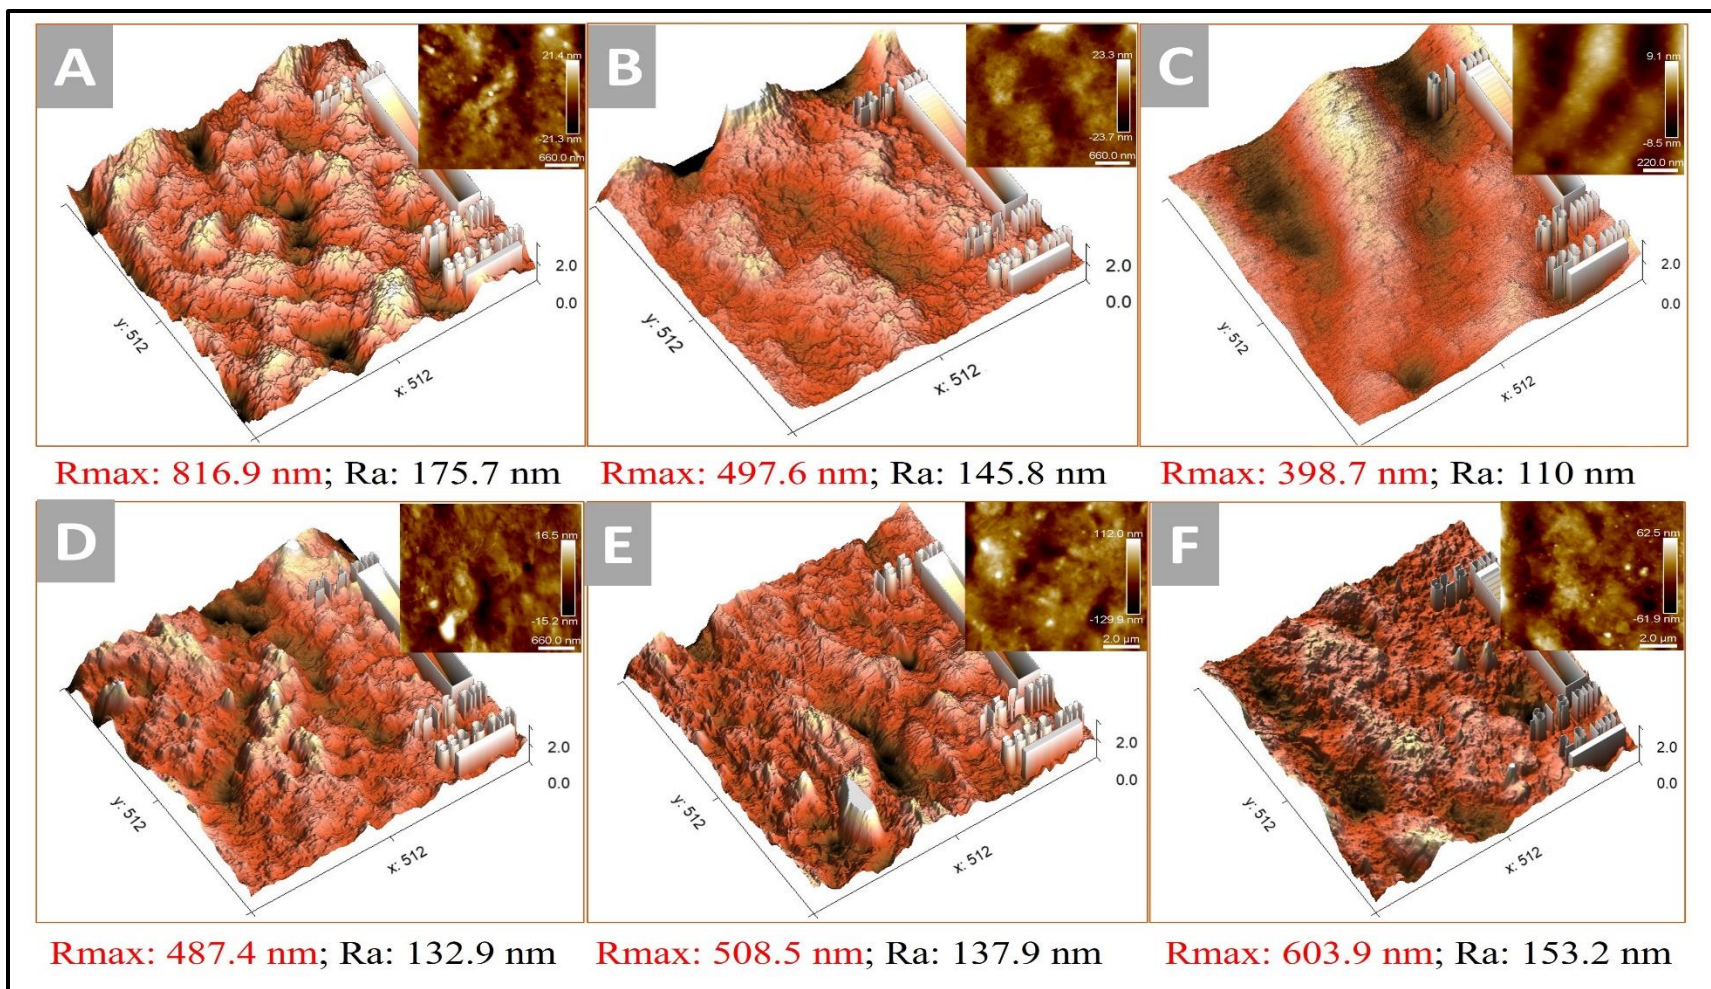 A
21.4 nm
-21.3 nm
660.0 nm
2.0
0.0
y: 512
x: 512
B
23.3 nm
-23.7 nm
660.0 nm
2.0
0.0
y: 512
x: 512
C
9.1 nm
-8.5 nm
220.0 nm
2.0
0.0
y: 512
x: 512
Rmax: 816.9 nm; Ra: 175.7 nm
Rmax: 497.6 nm; Ra: 145.8 nm
Rmax: 398.7 nm; Ra: 110 nm
D
16.5 nm
-15.2 nm
660.0 nm
2.0
0.0
y: 512
x: 512
E
112.0 nm
-129.9 nm
2.0 µm
2.0
0.0
y: 512
x: 512
F
62.5 nm
-61.9 nm
2.0 µm
2.0
0.0
y: 512
x: 512
Rmax: 487.4 nm; Ra: 132.9 nm
Rmax: 508.5 nm; Ra: 137.9 nm
Rmax: 603.9 nm; Ra: 153.2 nm